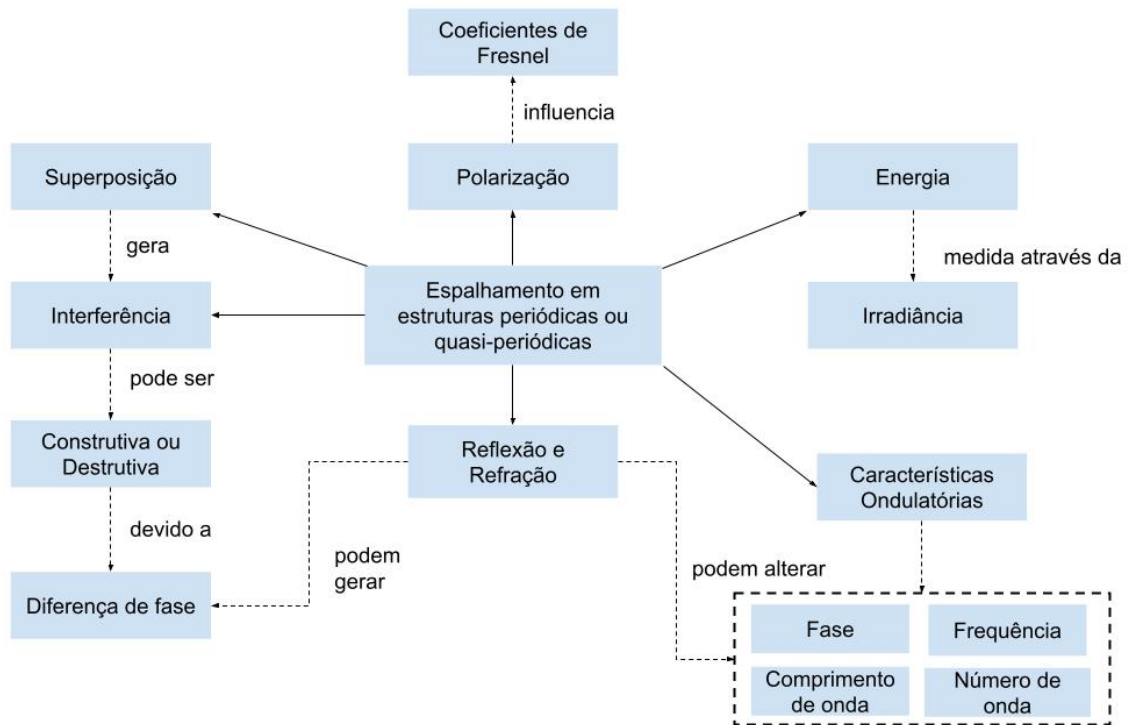 Coeficientes de
Fresnel
influencia
Superposição
Polarização
Energia
gera
medida através da
Interferência
Espalhamento em
estruturas periódicas ou
quasi-periódicas
Irradiância
pode ser
Construtiva ou
Destrutiva
Reflexão e
Refração
Características
Ondulatórias
devido a
podem
gerar
podem alterar
Diferença de fase
Fase
Frequência
Comprimento
de onda
Número de
onda